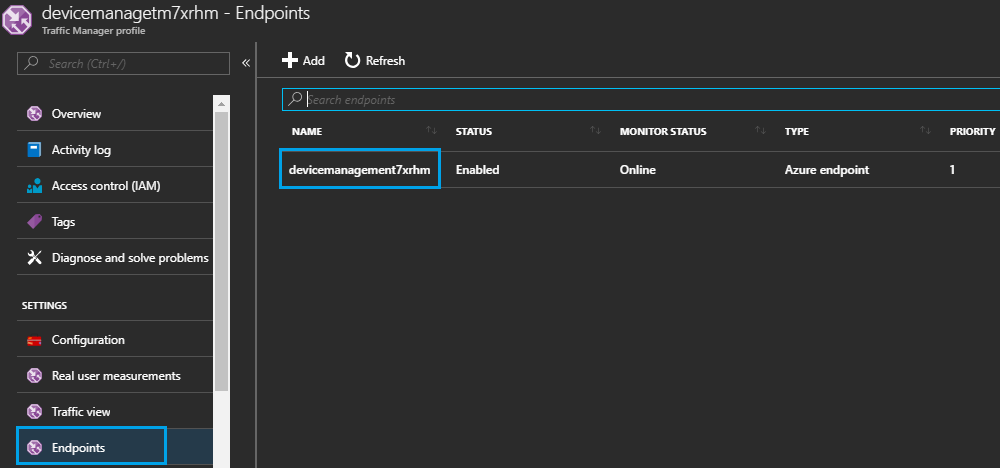 devicemanagetm7xrhm - Endpoints
Traffic Manager profile
Search (Ctrl+/)
«
Overview
Activity log
Access control (IAM)
Tags
Diagnose and solve problems
SETTINGS
Configuration
Real user measurements
Traffic view
Endpoints
Add
Refresh
Search endpoints
NAME STATUS MONITOR STATUS TYPE PRIORITY
devicemanagement7xrhm Enabled Online Azure endpoint 1